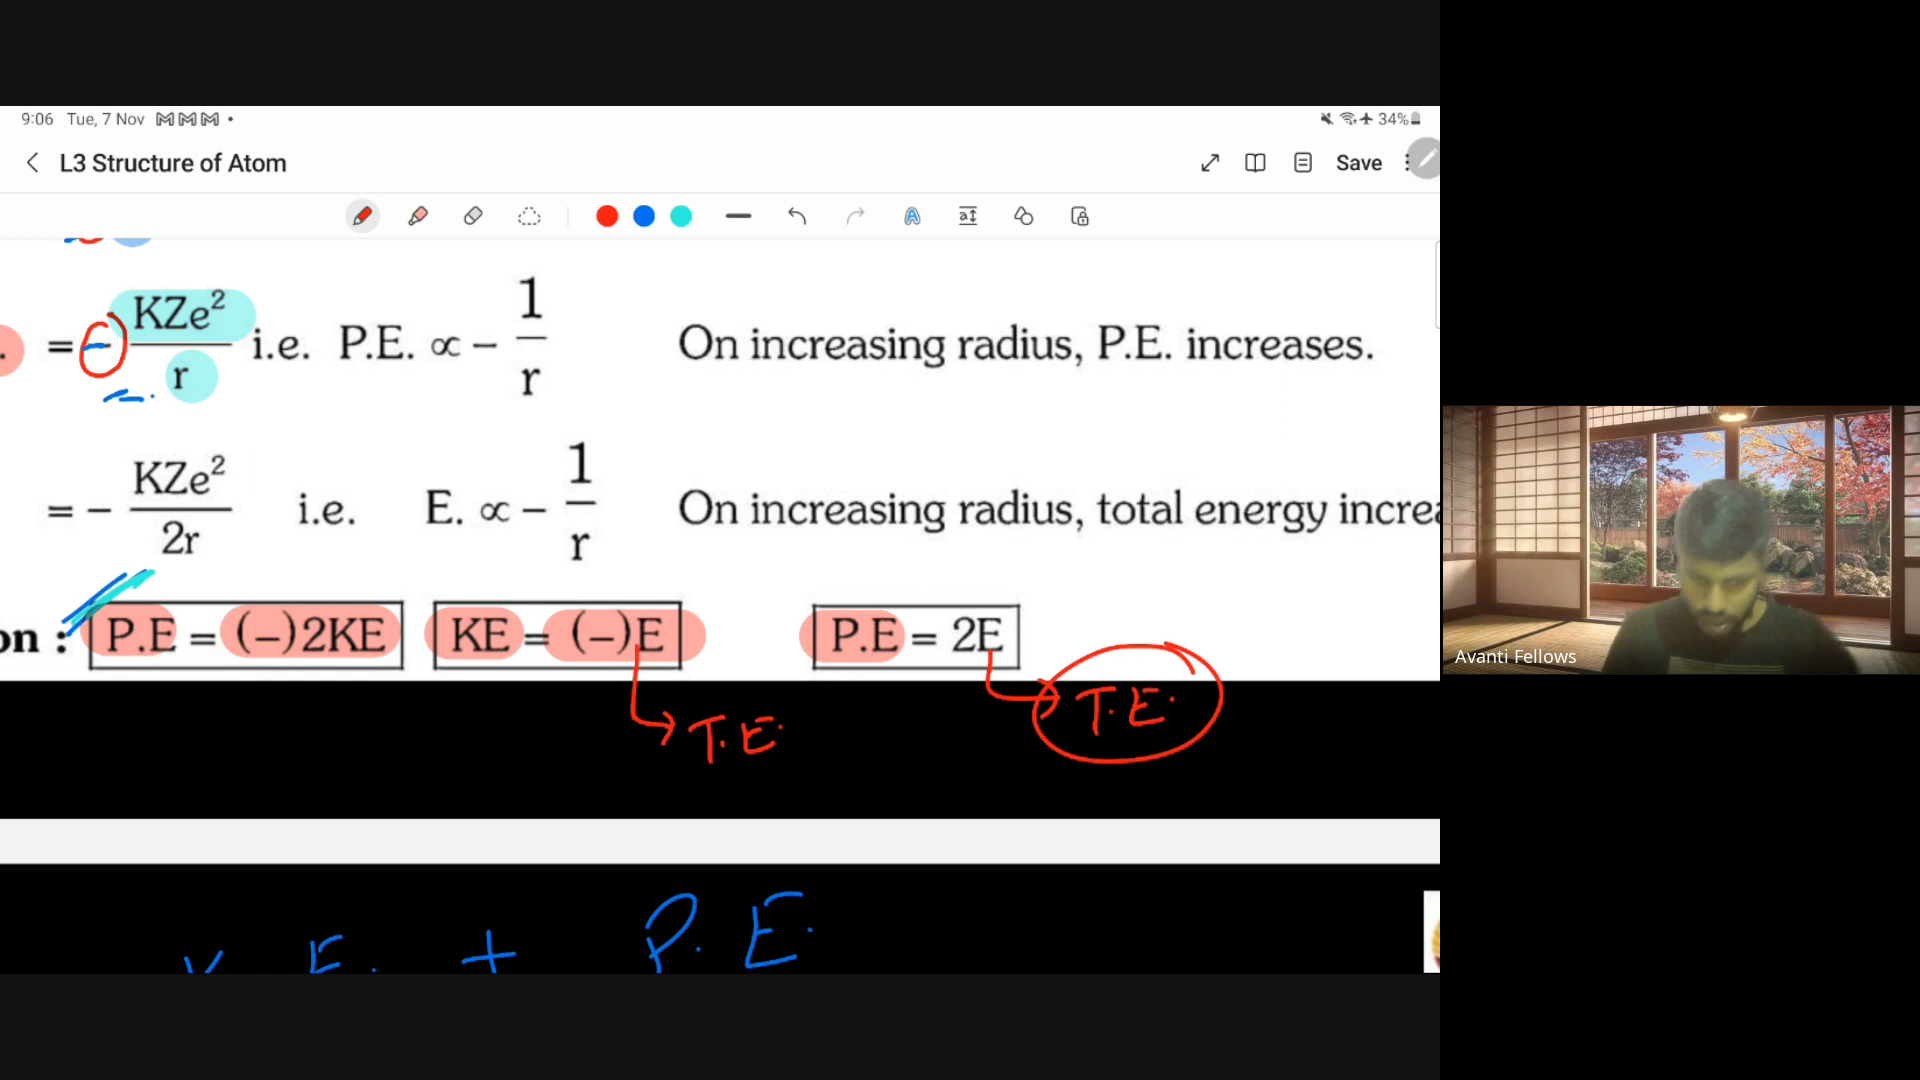 9:06 Tue, 7 Nov
34%
L3 Structure of Atom
Save
. = - KZe² / r i.e. P.E. ∝ - 1/r On increasing radius, P.E. increases.
= - KZe² / 2r i.e. E. ∝ - 1/r On increasing radius, total energy increa
on : P.E = (-)2KE KE = (-)E P.E = 2E
T.E. T.E.
K.E. + P.E.
Avanti Fellows